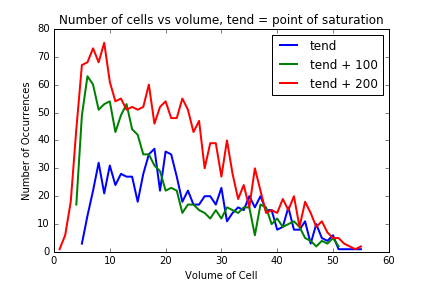 Number of cells vs volume, tend = point of saturation
80
70
60
50
40
30
20
10
0
Number of Occurrences
tend
tend + 100
tend + 200
0 10 20 30 40 50 60
Volume of Cell